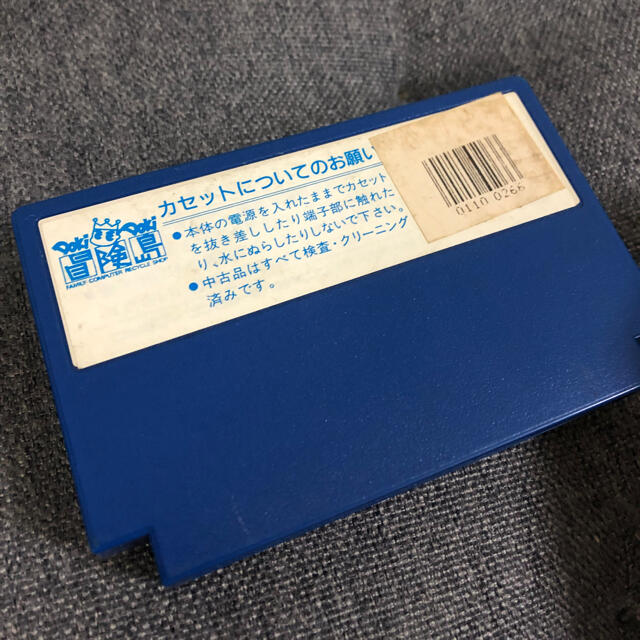 DOKI DOKI
冒険島
FAMILY COMPUTER RECYCLE SHOP
カセットについてのお願い
●本体の電源を入れたままでカセット
を抜き差ししたり端子部に触れた
り、水にぬらしたりしないで下さい。
●中古品はすべて検査・クリーニング
済みです。
0110 0266